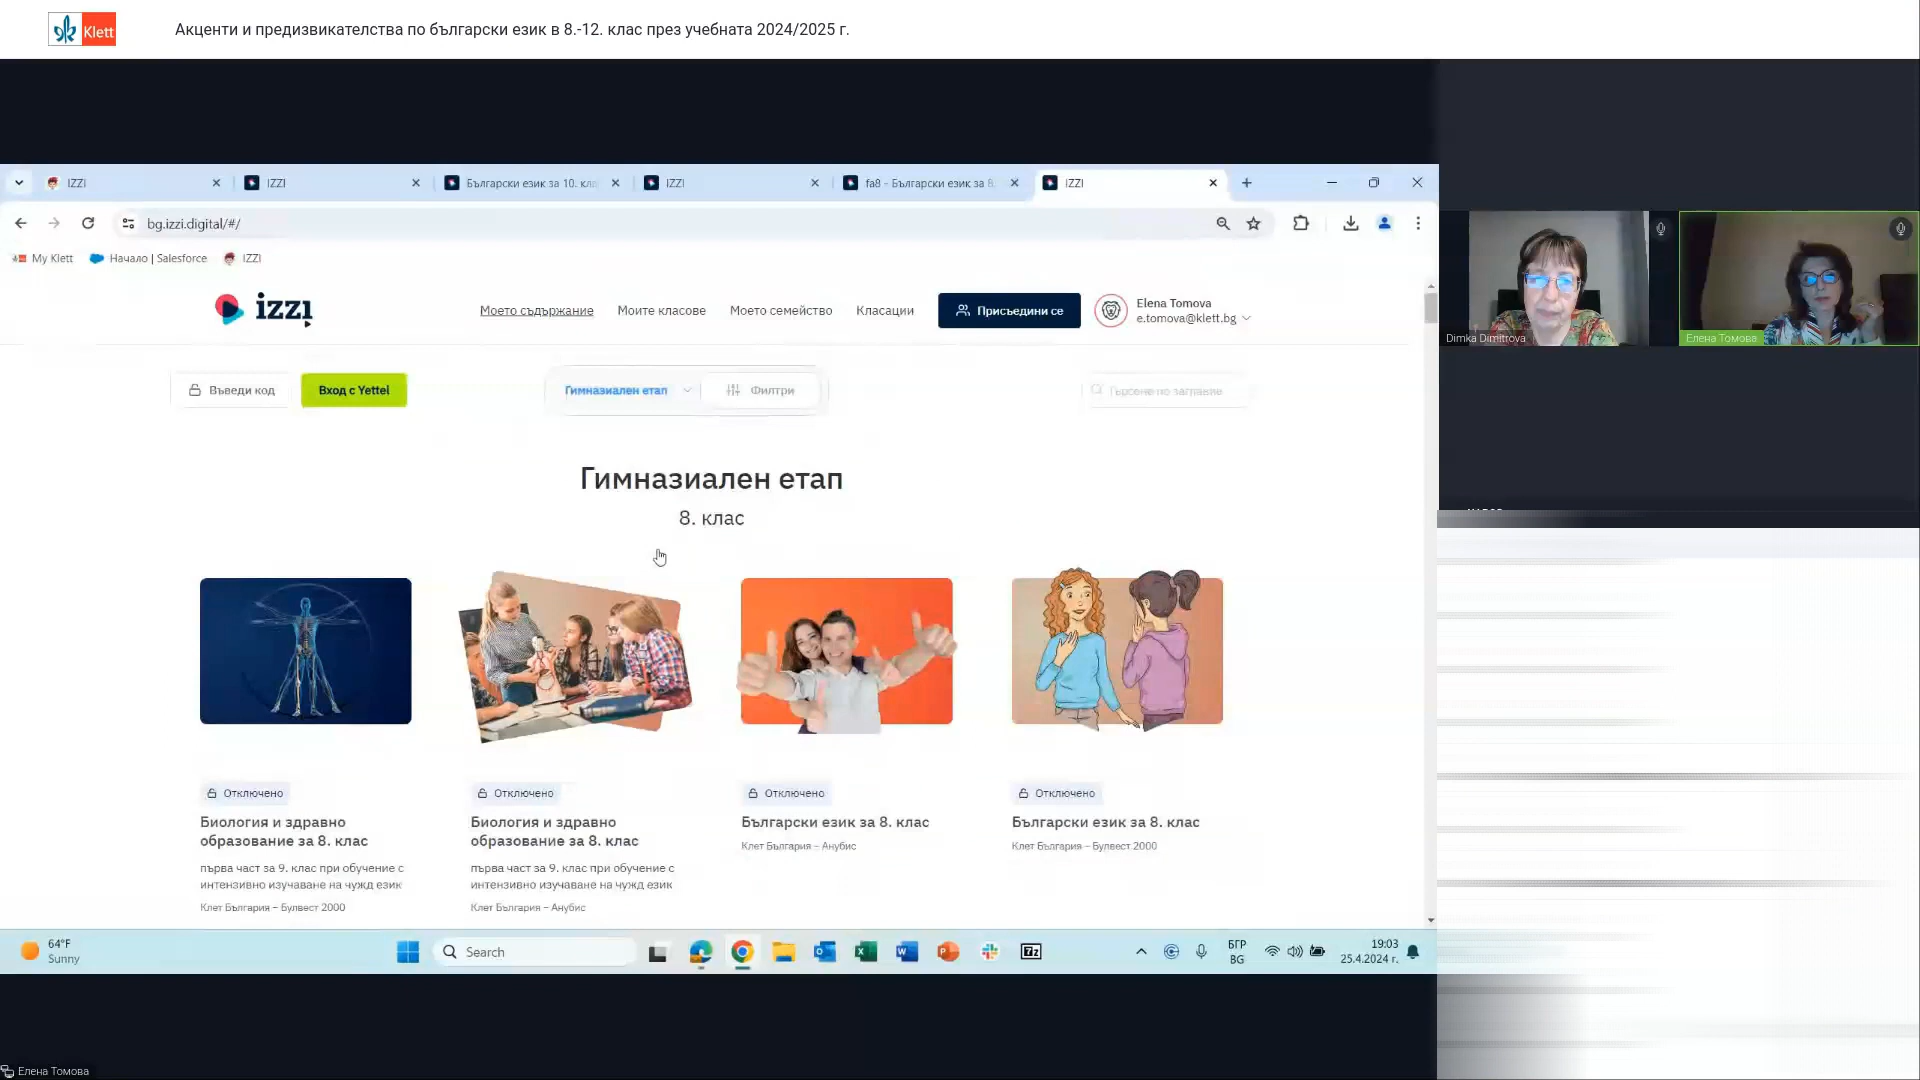 Klett
Акценти и предизвикателства по български език в 8.-12. клас през учебната 2024/2025 г.
IZZI
IZZI
Български език за 10. кла
IZZI
fa8 - Български език за 8.
IZZI
bg.izzi.digital/#/
My Klett
Начало | Salesforce
IZZI
izzi
Моето съдържание
Моите класове
Моето семейство
Класации
Присъедини се
Elena Tomova
e.tomova@klett.bg
Въведи код
Вход с Yettel
Гимназиален етап
Филтри
Търсене по заглавие
Dimka Dimitrova
Елена Томова
Гимназиален етап
8. клас
Отключено
Биология и здравно
образование за 8. клас
първа част за 9. клас при обучение с
интензивно изучаване на чужд език
Клет България – Булвест 2000
Отключено
Биология и здравно
образование за 8. клас
първа част за 9. клас при обучение с
интензивно изучаване на чужд език
Клет България – Анубис
Отключено
Български език за 8. клас
Клет България – Анубис
Отключено
Български език за 8. клас
Клет България – Булвест 2000
64°F
Sunny
Search
7z
БГР
BG
19:03
25.4.2024 г.
Елена Томова